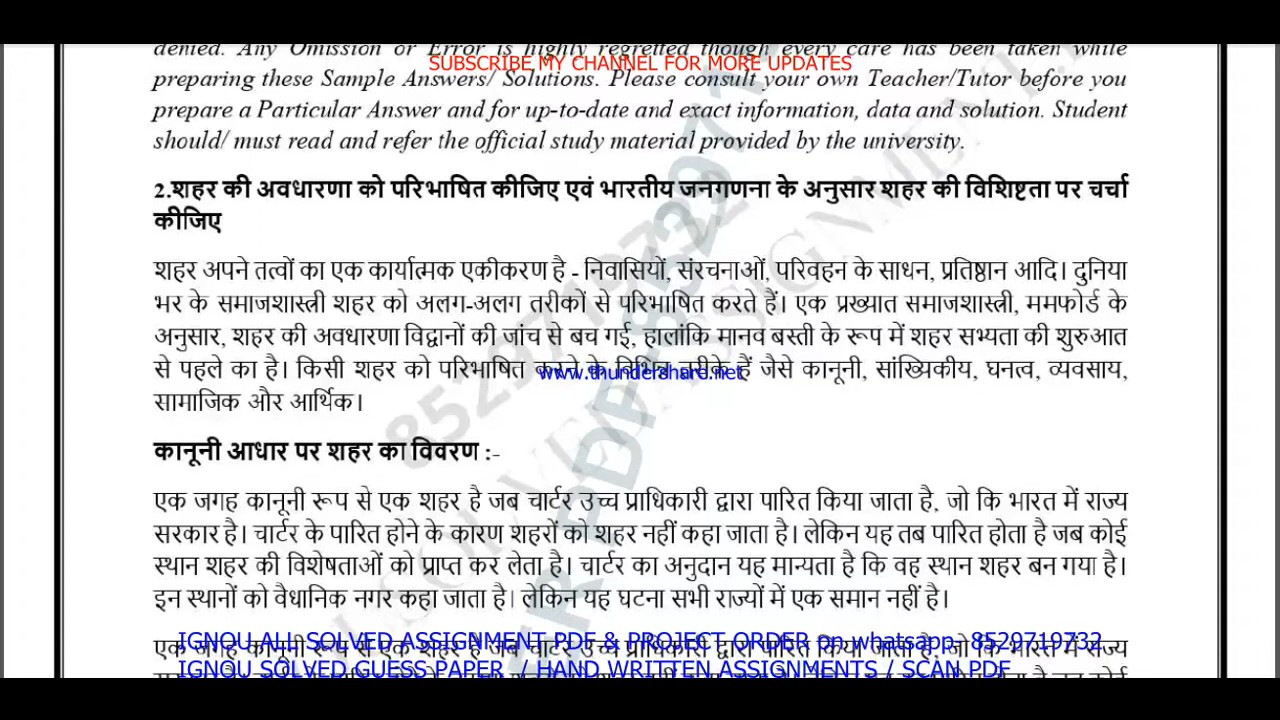 denied. Any Omission or Error is highly regretted though every care has been taken while
SUBSCRIBE MY CHANNEL FOR MORE UPDATES
preparing these Sample Answers/ Solutions. Please consult your own Teacher/Tutor before you
prepare a Particular Answer and for up-to-date and exact information, data and solution. Student
should/ must read and refer the official study material provided by the university.
2.शहर की अवधारणा को परिभाषित कीजिए एवं भारतीय जनगणना के अनुसार शहर की विशिष्टता पर चर्चा
कीजिए
शहर अपने तत्वों का एक कार्यात्मक एकीकरण है - निवासियों, संरचनाओं, परिवहन के साधन, प्रतिष्ठान आदि। दुनिया
भर के समाजशास्त्री शहर को अलग-अलग तरीकों से परिभाषित करते हैं। एक प्रख्यात समाजशास्त्री, ममफोर्ड के
अनुसार, शहर की अवधारणा विद्वानों की जांच से बच गई, हालांकि मानव बस्ती के रूप में शहर सभ्यता की शुरुआत
से पहले का है। किसी शहर को परिभाषित करने के तरीके हैं जैसे कानूनी, सांख्यिकीय, घनत्व, व्यवसाय,
www.thundershare.net
सामाजिक और आर्थिक।
कानूनी आधार पर शहर का विवरण :-
एक जगह कानूनी रूप से एक शहर है जब चार्टर उच्च प्राधिकारी द्वारा पारित किया जाता है, जो कि भारत में राज्य
सरकार है। चार्टर के पारित होने के कारण शहरों को शहर नहीं कहा जाता है। लेकिन यह तब पारित होता है जब कोई
स्थान शहर की विशेषताओं को प्राप्त कर लेता है। चार्टर का अनुदान यह मान्यता है कि वह स्थान शहर बन गया है।
इन स्थानों को वैधानिक नगर कहा जाता है। लेकिन यह घटना सभी राज्यों में एक समान नहीं है।
IGNOU ALL SOLVED ASSIGNMENT PDF & PROJECT ORDER on whatsapp- 8529719732
एक जगह कानूनी रूप से एक शहर है जब चार्टर उच्च प्राधिकारी द्वारा पारित किया जाता है, जो कि भारत में राज्य
IGNOU SOLVED GUESS PAPER / HAND WRITTEN ASSIGNMENTS / SCAN PDF